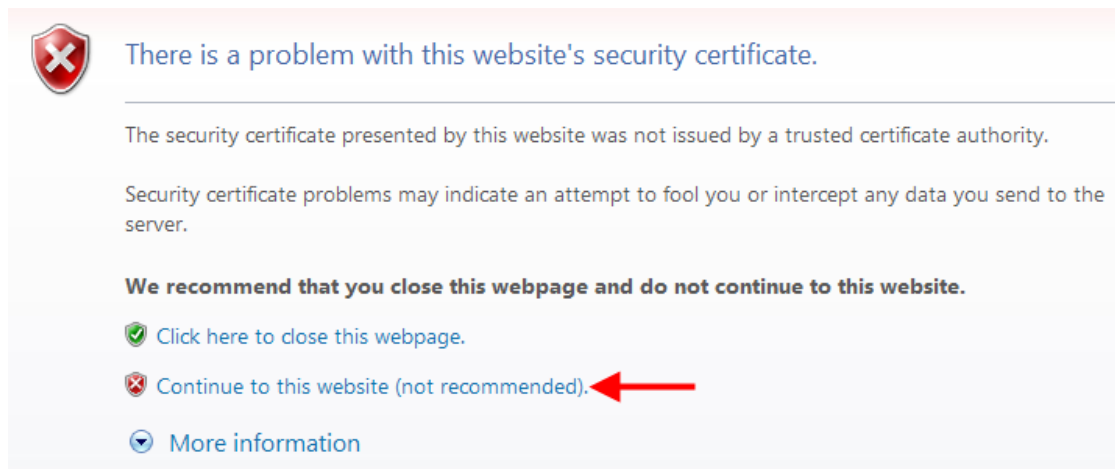 There is a problem with this website's security certificate.
The security certificate presented by this website was not issued by a trusted certificate authority.
Security certificate problems may indicate an attempt to fool you or intercept any data you send to the
server.
We recommend that you close this webpage and do not continue to this website.
Click here to close this webpage.
Continue to this website (not recommended).
More information